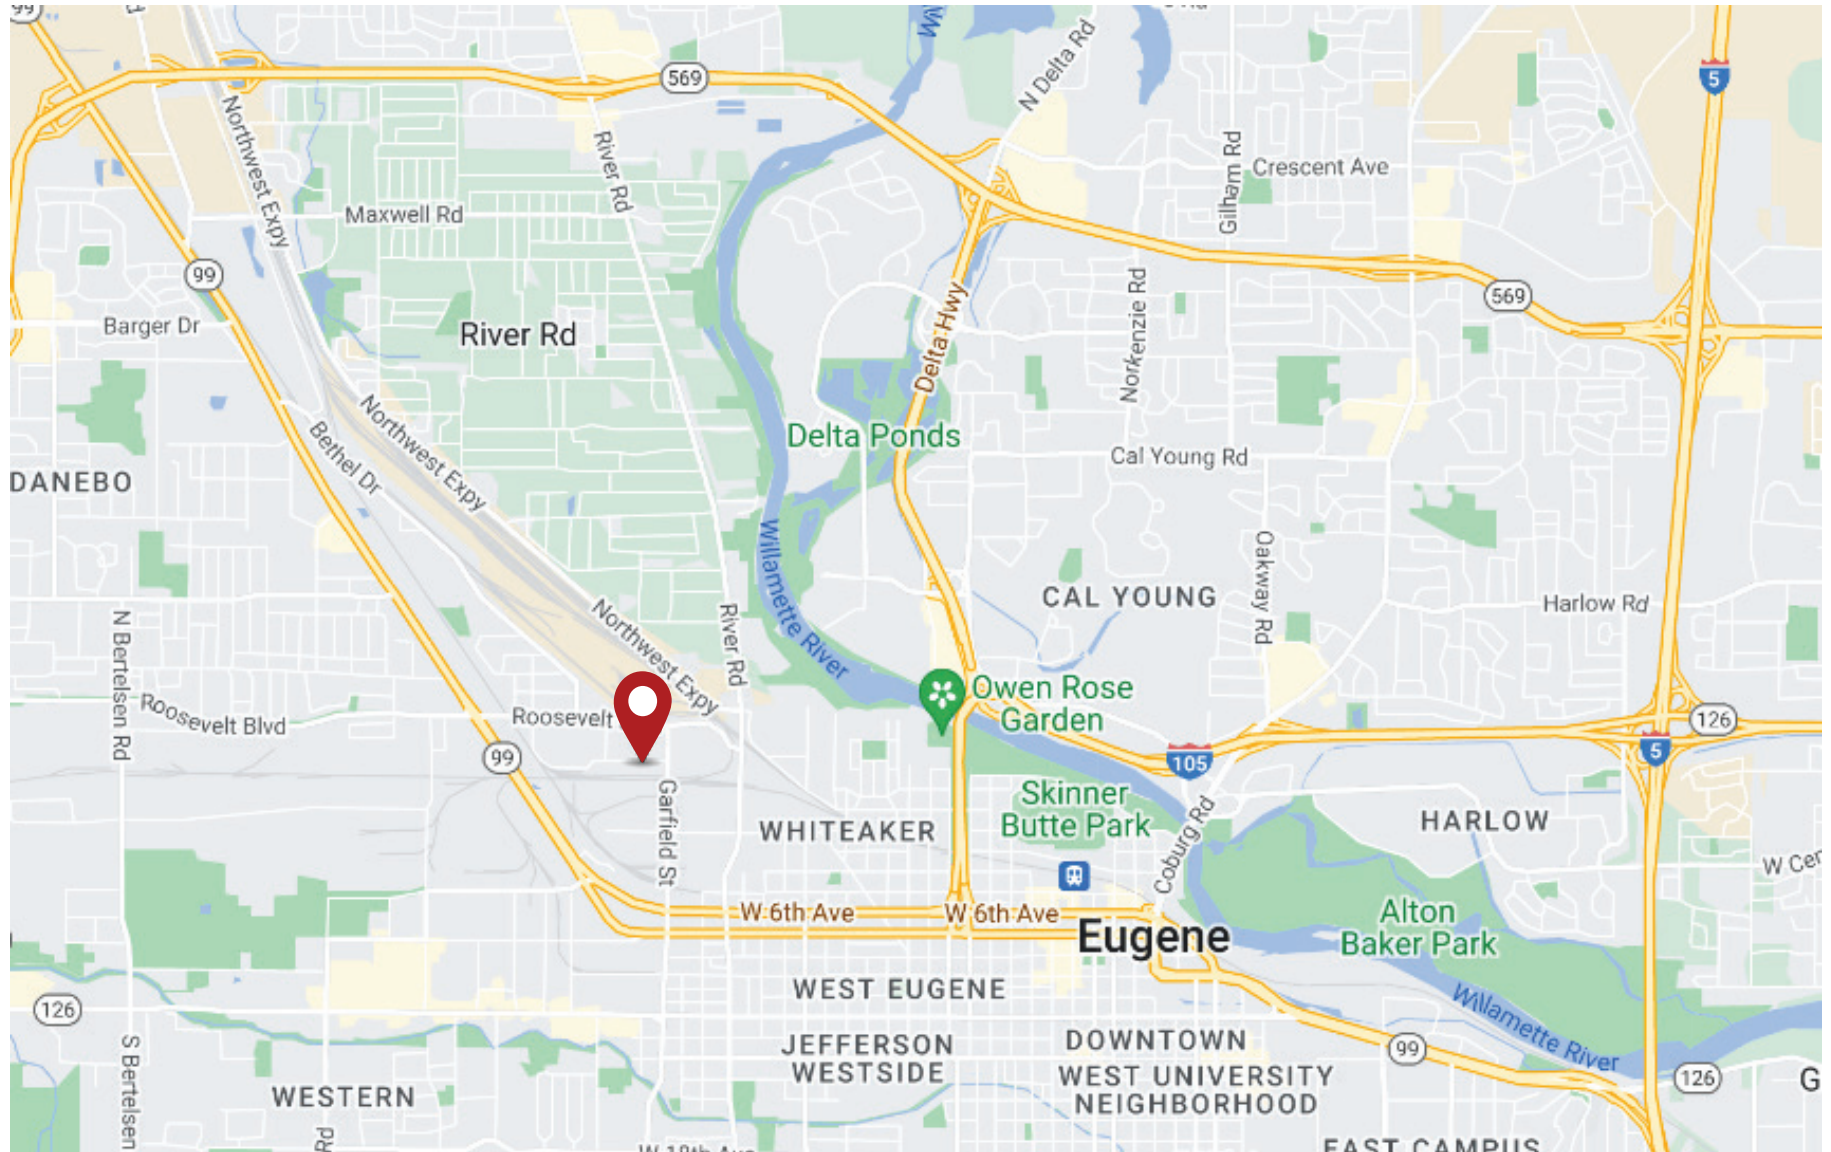 99
569
N Delta Rd
5
Northwest Expy
River Rd
Gilham Rd
Crescent Ave
Maxwell Rd
99
Norkenzie Rd
569
Barger Dr
River Rd
Delta Hwy
Northwest Expy
Bethel Dr
Delta Ponds
Cal Young Rd
DANEBO
Willamette River
Oakway Rd
CAL YOUNG
Harlow Rd
N Bertelsen Rd
Northwest Expy
River Rd
Roosevelt Blvd
Roosevelt
Owen Rose
Garden
126
5
99
105
Garfield St
Skinner
Butte Park
Coburg Rd
WHITEAKER
HARLOW
W 6th Ave
W 6th Ave
Eugene
Alton
Baker Park
WEST EUGENE
126
Willamette River
S Bertelsen
JEFFERSON
WESTSIDE
DOWNTOWN
99
WEST UNIVERSITY
NEIGHBORHOOD
126
G
WESTERN
Rd
EAST CAMPUS